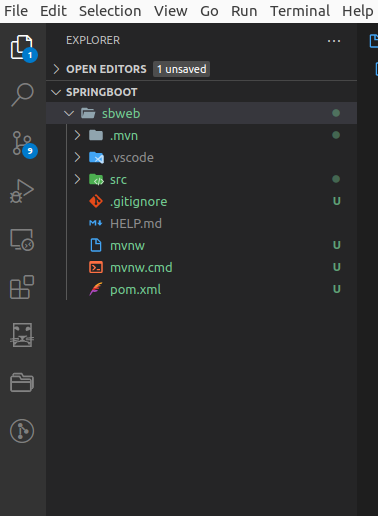 File Edit Selection View Go Run Terminal Help
EXPLORER ...
OPEN EDITORS 1 unsaved
1
SPRINGBOOT
sbweb
.mvn
9
.vscode
src
.gitignore U
HELP.md
mvnw U
mvnw.cmd U
pom.xml U